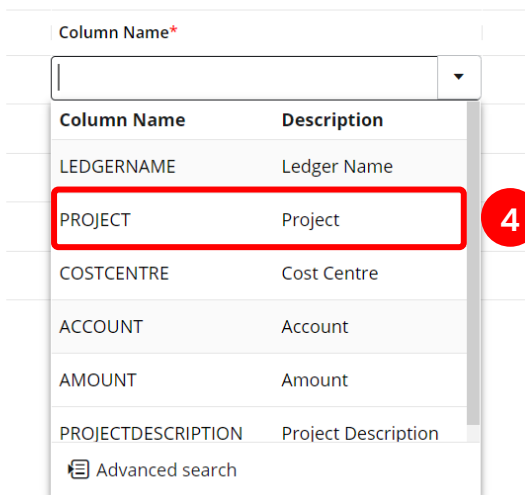 Column Name*
Column Name Description
LEDGERNAME Ledger Name
PROJECT Project 4
COSTCENTRE Cost Centre
ACCOUNT Account
AMOUNT Amount
PROJECTDESCRIPTION Project Description
Advanced search